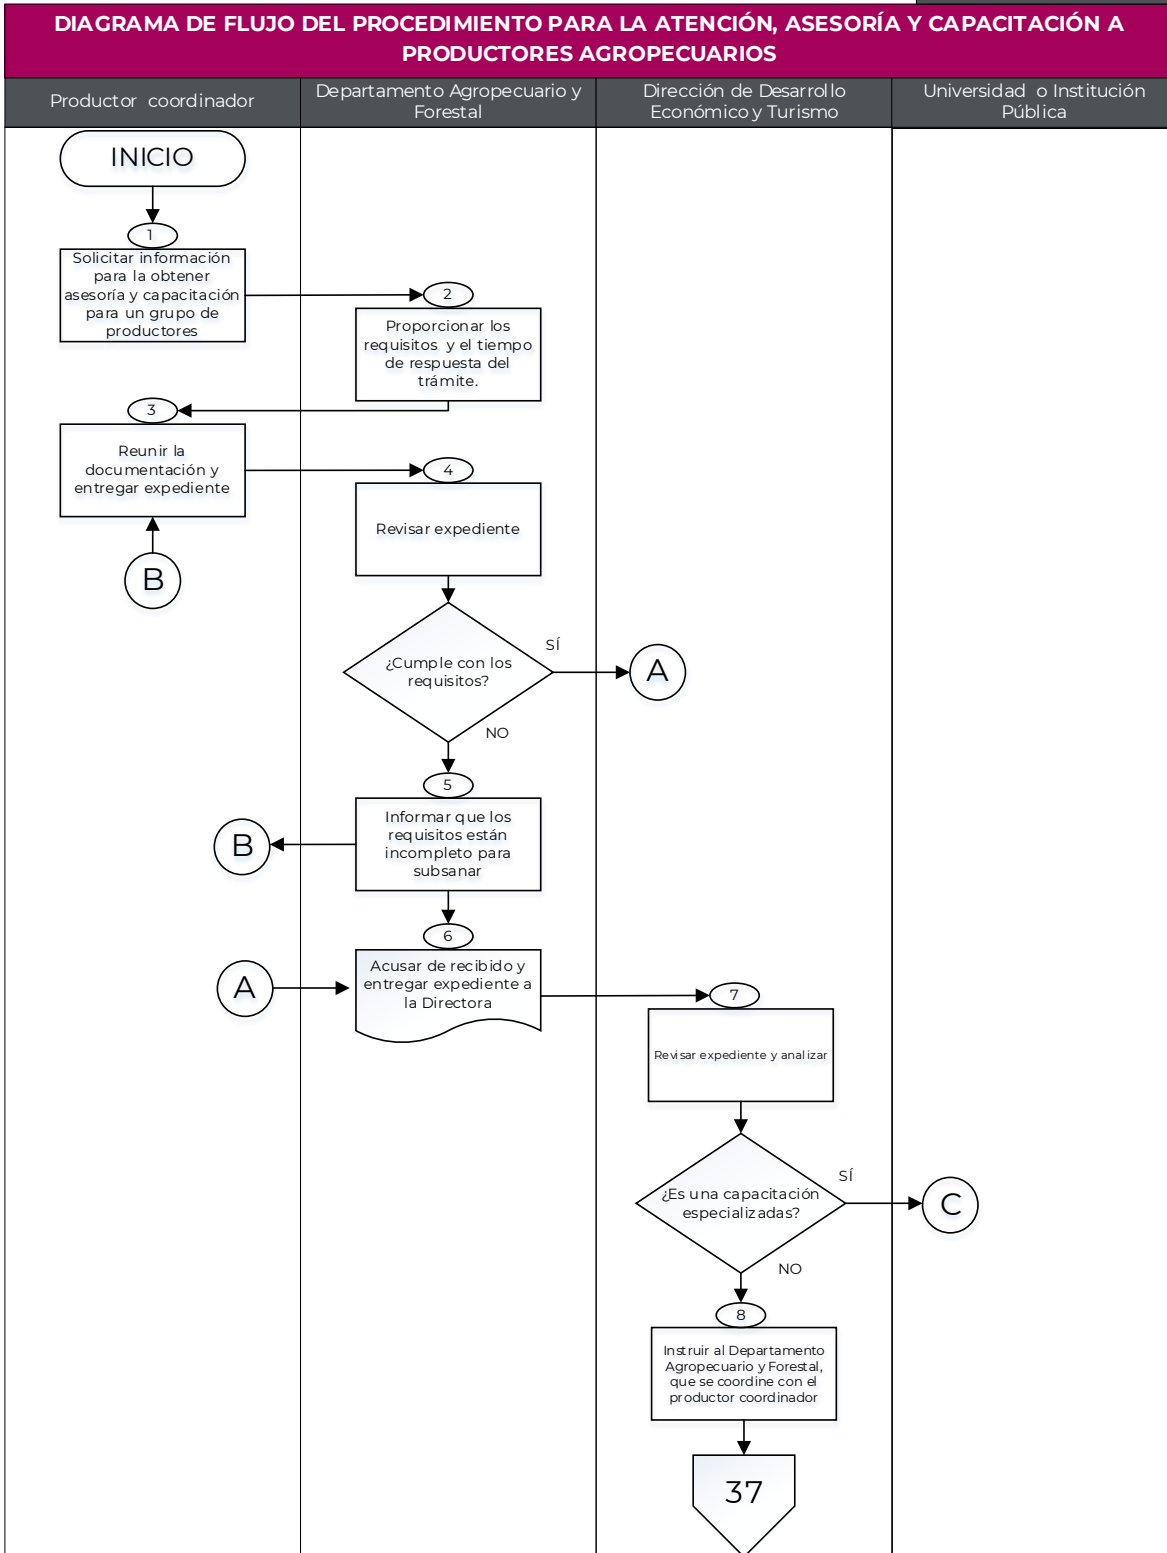 DIAGRAMA DE FLUJO DEL PROCEDIMIENTO PARA LA ATENCIÓN, ASESORÍA Y CAPACITACIÓN A
PRODUCTORES AGROPECUARIOS
Productor coordinador
Departamento Agropecuario y
Forestal
Dirección de Desarrollo
Económico y Turismo
Universidad o Institución
Pública
INICIO
1
Solicitar información
para la obtener
asesoría y capacitación
para un grupo de
productores
2
Proporcionar los
requisitos y el tiempo
de respuesta del
trámite.
3
Reunir la
documentación y
entregar expediente
4
Revisar expediente
B
¿Cumple con los
requisitos?
SÍ
A
NO
5
Informar que los
requisitos están
incompleto para
subsanar
B
6
Acusar de recibido y
entregar expediente a
la Directora
A
7
Revisar expediente y analizar
¿Es una capacitación
especializadas?
SÍ
C
NO
8
Instruir al Departamento
Agropecuario y Forestal,
que se coordine con el
productor coordinador
37